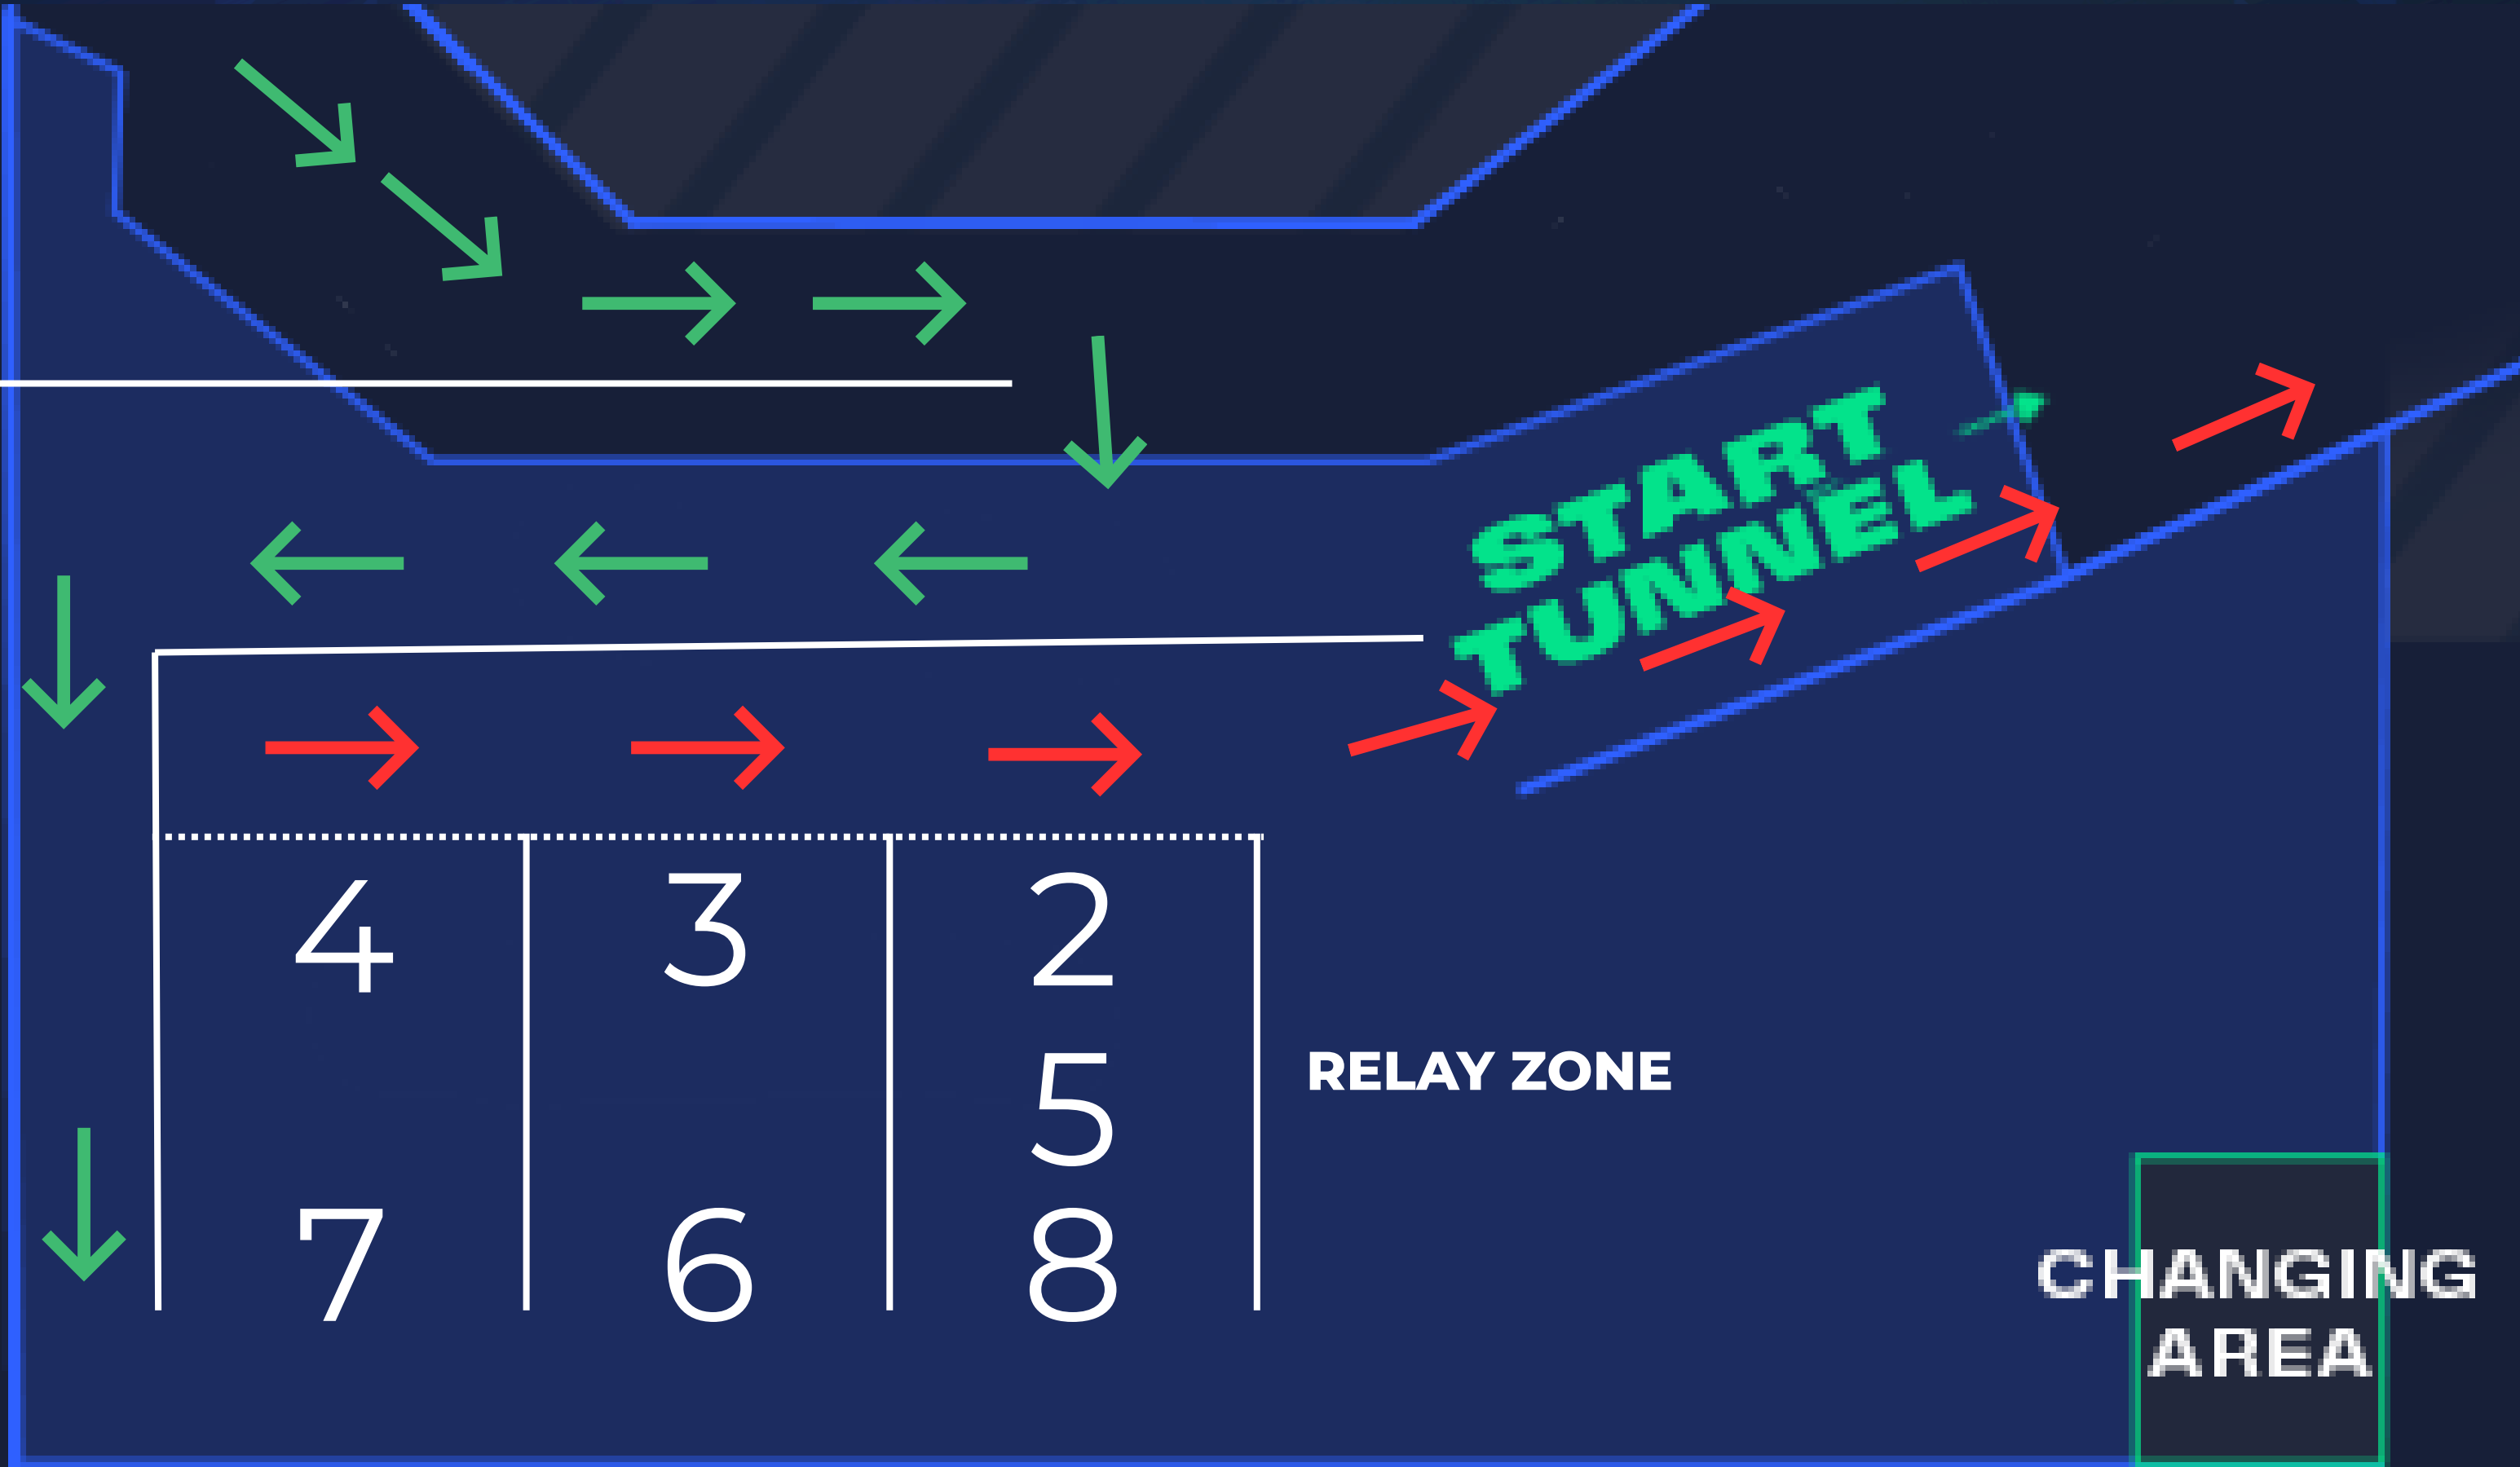 START
TUNNEL
4 3 2
5
RELAY ZONE
7 6 8
CHANGING
AREA